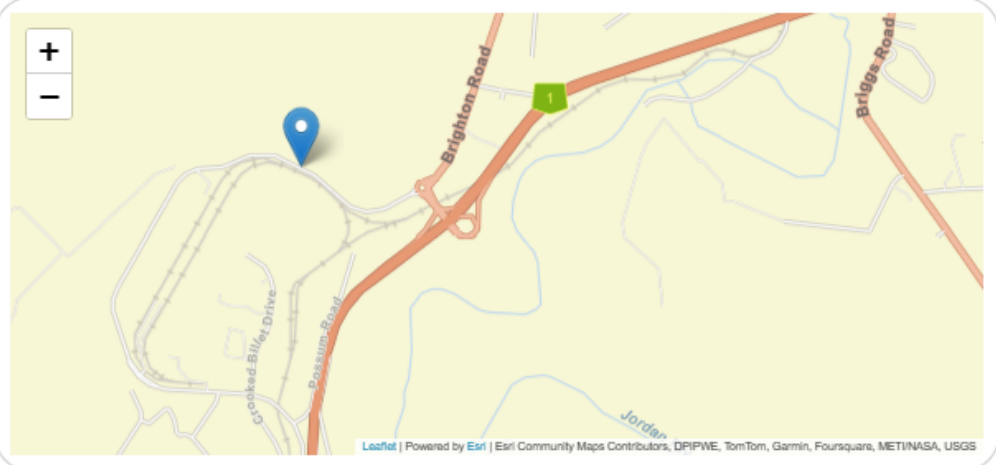 +
−
Brighton Road
1
Briggs Road
Crooked Billet Drive
Possum Road
Jordan
Leaflet | Powered by Esri | Esri Community Maps Contributors, DPIPWE, TomTom, Garmin, Foursquare, METI/NASA, USGS